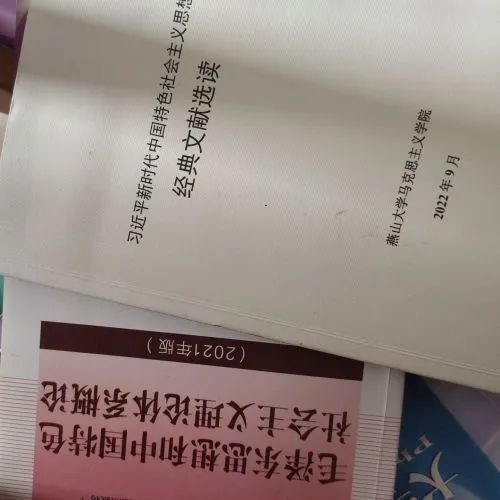 习近平新时代中国特色社会主义思想
经典文献选读
燕山大学马克思主义学院
2022年9月
毛泽东思想和中国特色
社会主义理论体系概论
（2021年版）